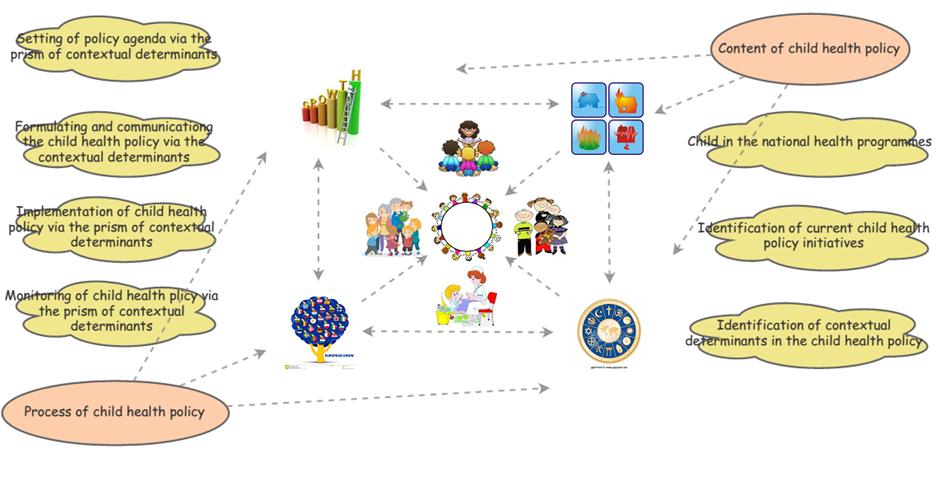 Setting of policy agenda via the
prism of contextual determinants
Formulating and communicationg
the child health policy via the
contextual determinants
Implementation of child health
policy via the prism of contextual
determinants
Monitoring of child health plicy via
the prism of contextual
determinants
Process of child health policy
GROWTH
EUROPEAN UNION
Content of child health policy
Child in the national health programmes
Identification of current child health
policy initiatives
Identification of contextual
determinants in the child health policy